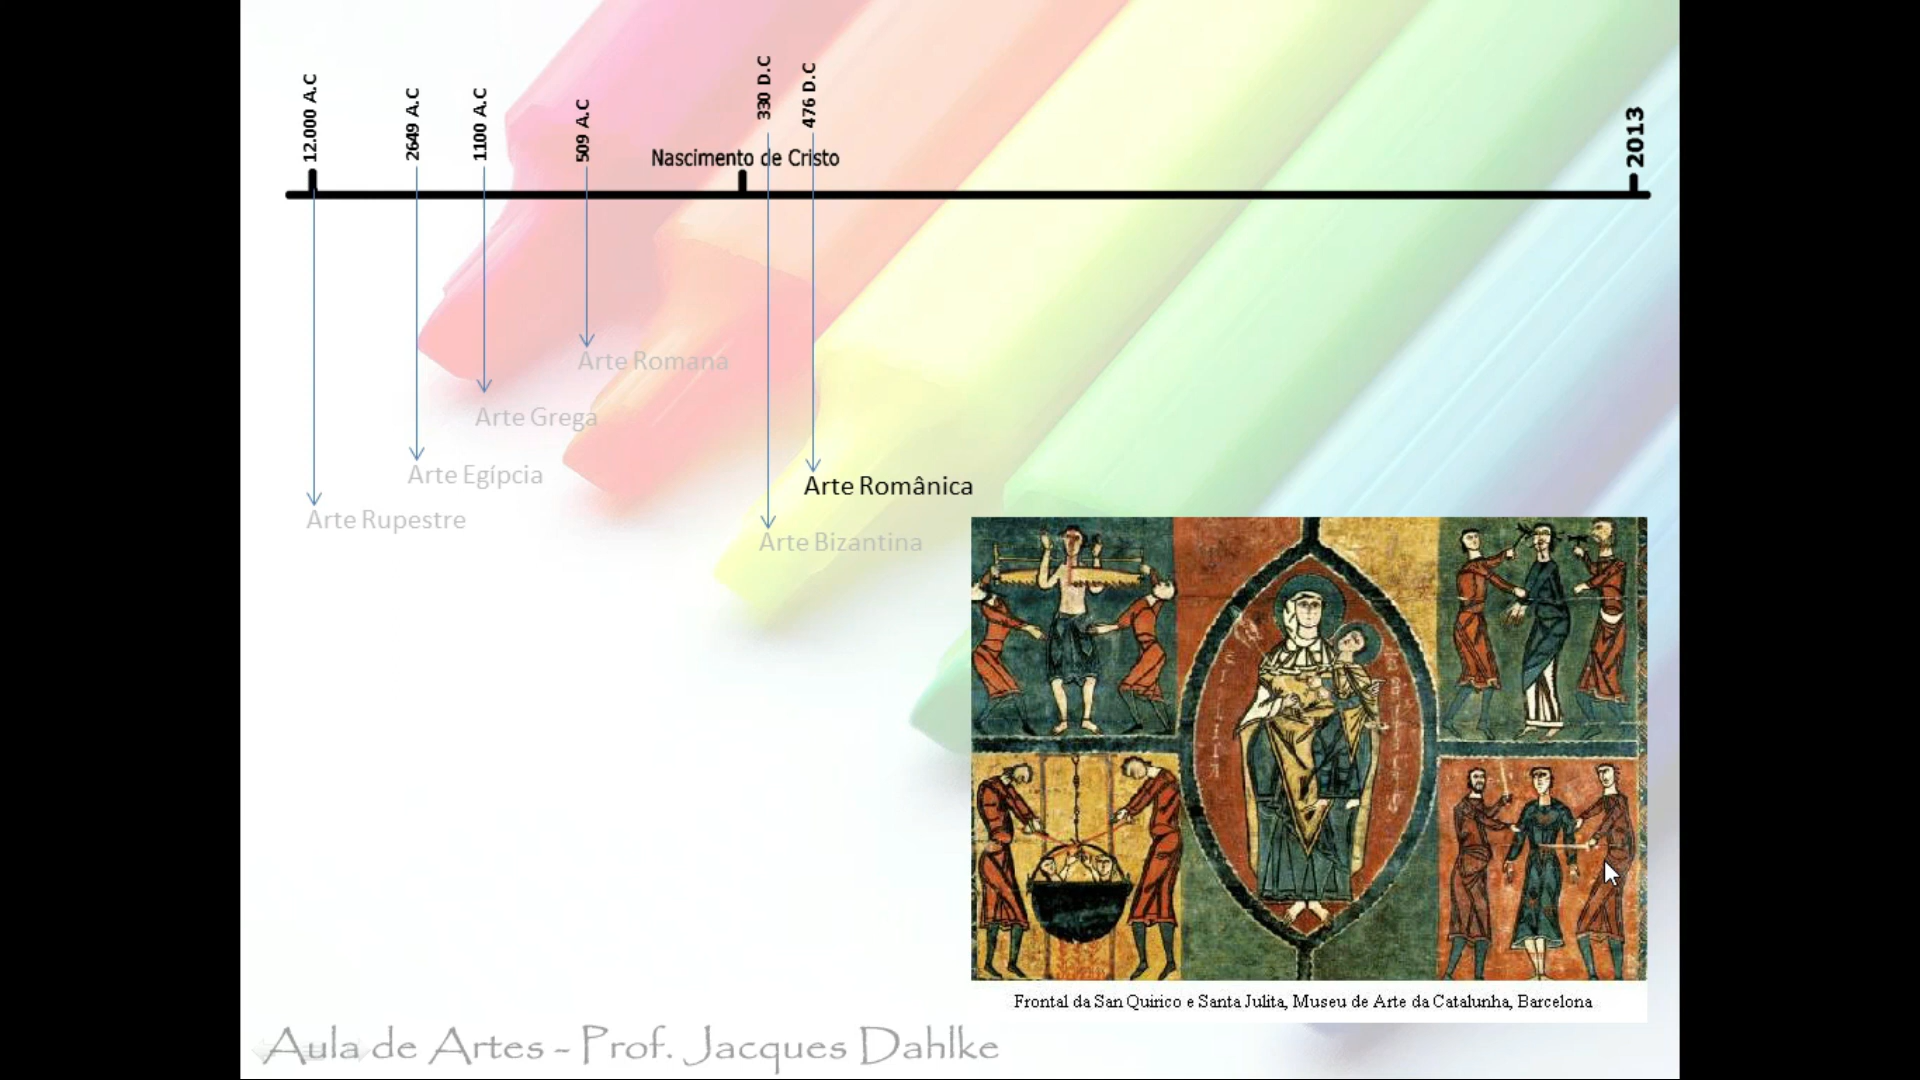 12.000 A.C
2649 A.C
1100 A.C
509 A.C
330 D.C
476 D.C
2013
Nascimento de Cristo
Arte Romana
Arte Grega
Arte Egípcia
Arte Românica
Arte Rupestre
Arte Bizantina
Frontal da San Quirico e Santa Julita, Museu de Arte da Catalunha, Barcelona
Aula de Artes - Prof. Jacques Dahlke